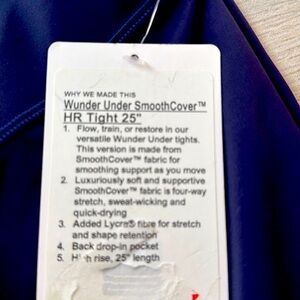 WHY WE MADE THIS
Wunder Under SmoothCover™
HR Tight 25"
1. Flow, train, or restore in our
versatile Wunder Under tights.
This version is made from
SmoothCover™ fabric for
smoothing support as you move
2. Luxuriously soft and supportive
SmoothCover™ fabric is four-way
stretch, sweat-wicking and
quick-drying
3. Added Lycra® fibre for stretch
and shape retention
4. Back drop-in pocket
5. High rise, 25" length